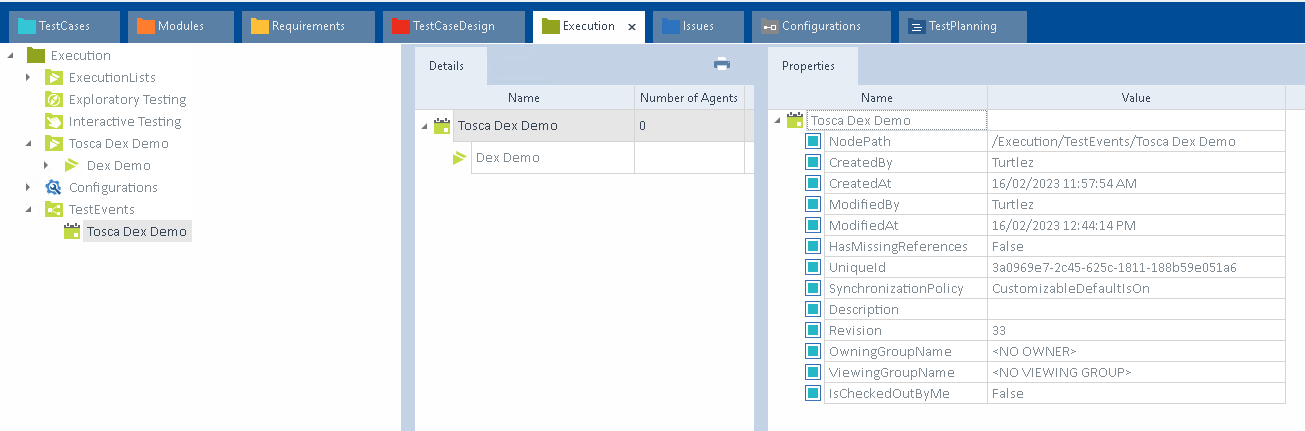 TestCases Modules Requirements TestCaseDesign Execution x Issues Configurations TestPlanning
Execution
ExecutionLists
Exploratory Testing
Interactive Testing
Tosca Dex Demo
Dex Demo
Configurations
TestEvents
Tosca Dex Demo
Details
Name Number of Agents
Tosca Dex Demo 0
Dex Demo
Properties
Name Value
Tosca Dex Demo
NodePath /Execution/TestEvents/Tosca Dex Demo
CreatedBy Turtlez
CreatedAt 16/02/2023 11:57:54 AM
ModifiedBy Turtlez
ModifiedAt 16/02/2023 12:44:14 PM
HasMissingReferences False
UniqueId 3a0969e7-2c45-625c-1811-188b59e051a6
SynchronizationPolicy CustomizableDefaultIsOn
Description
Revision 33
OwningGroupName <NO OWNER>
ViewingGroupName <NO VIEWING GROUP>
IsCheckedOutByMe False